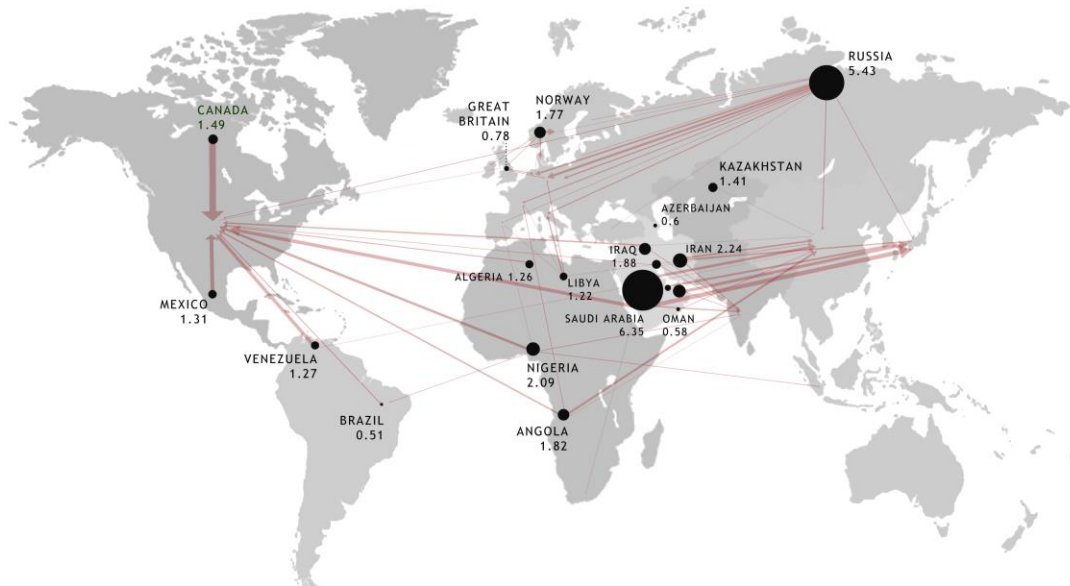 RUSSIA
5.43
CANADA
1.49
GREAT
BRITAIN
0.78
NORWAY
1.77
KAZAKHSTAN
1.41
AZERBAIJAN
0.6
IRAQ
1.88
IRAN 2.24
ALGERIA 1.26
LIBYA
1.22
MEXICO
1.31
SAUDI ARABIA
6.35
OMAN
0.58
VENEZUELA
1.27
NIGERIA
2.09
BRAZIL
0.51
ANGOLA
1.82